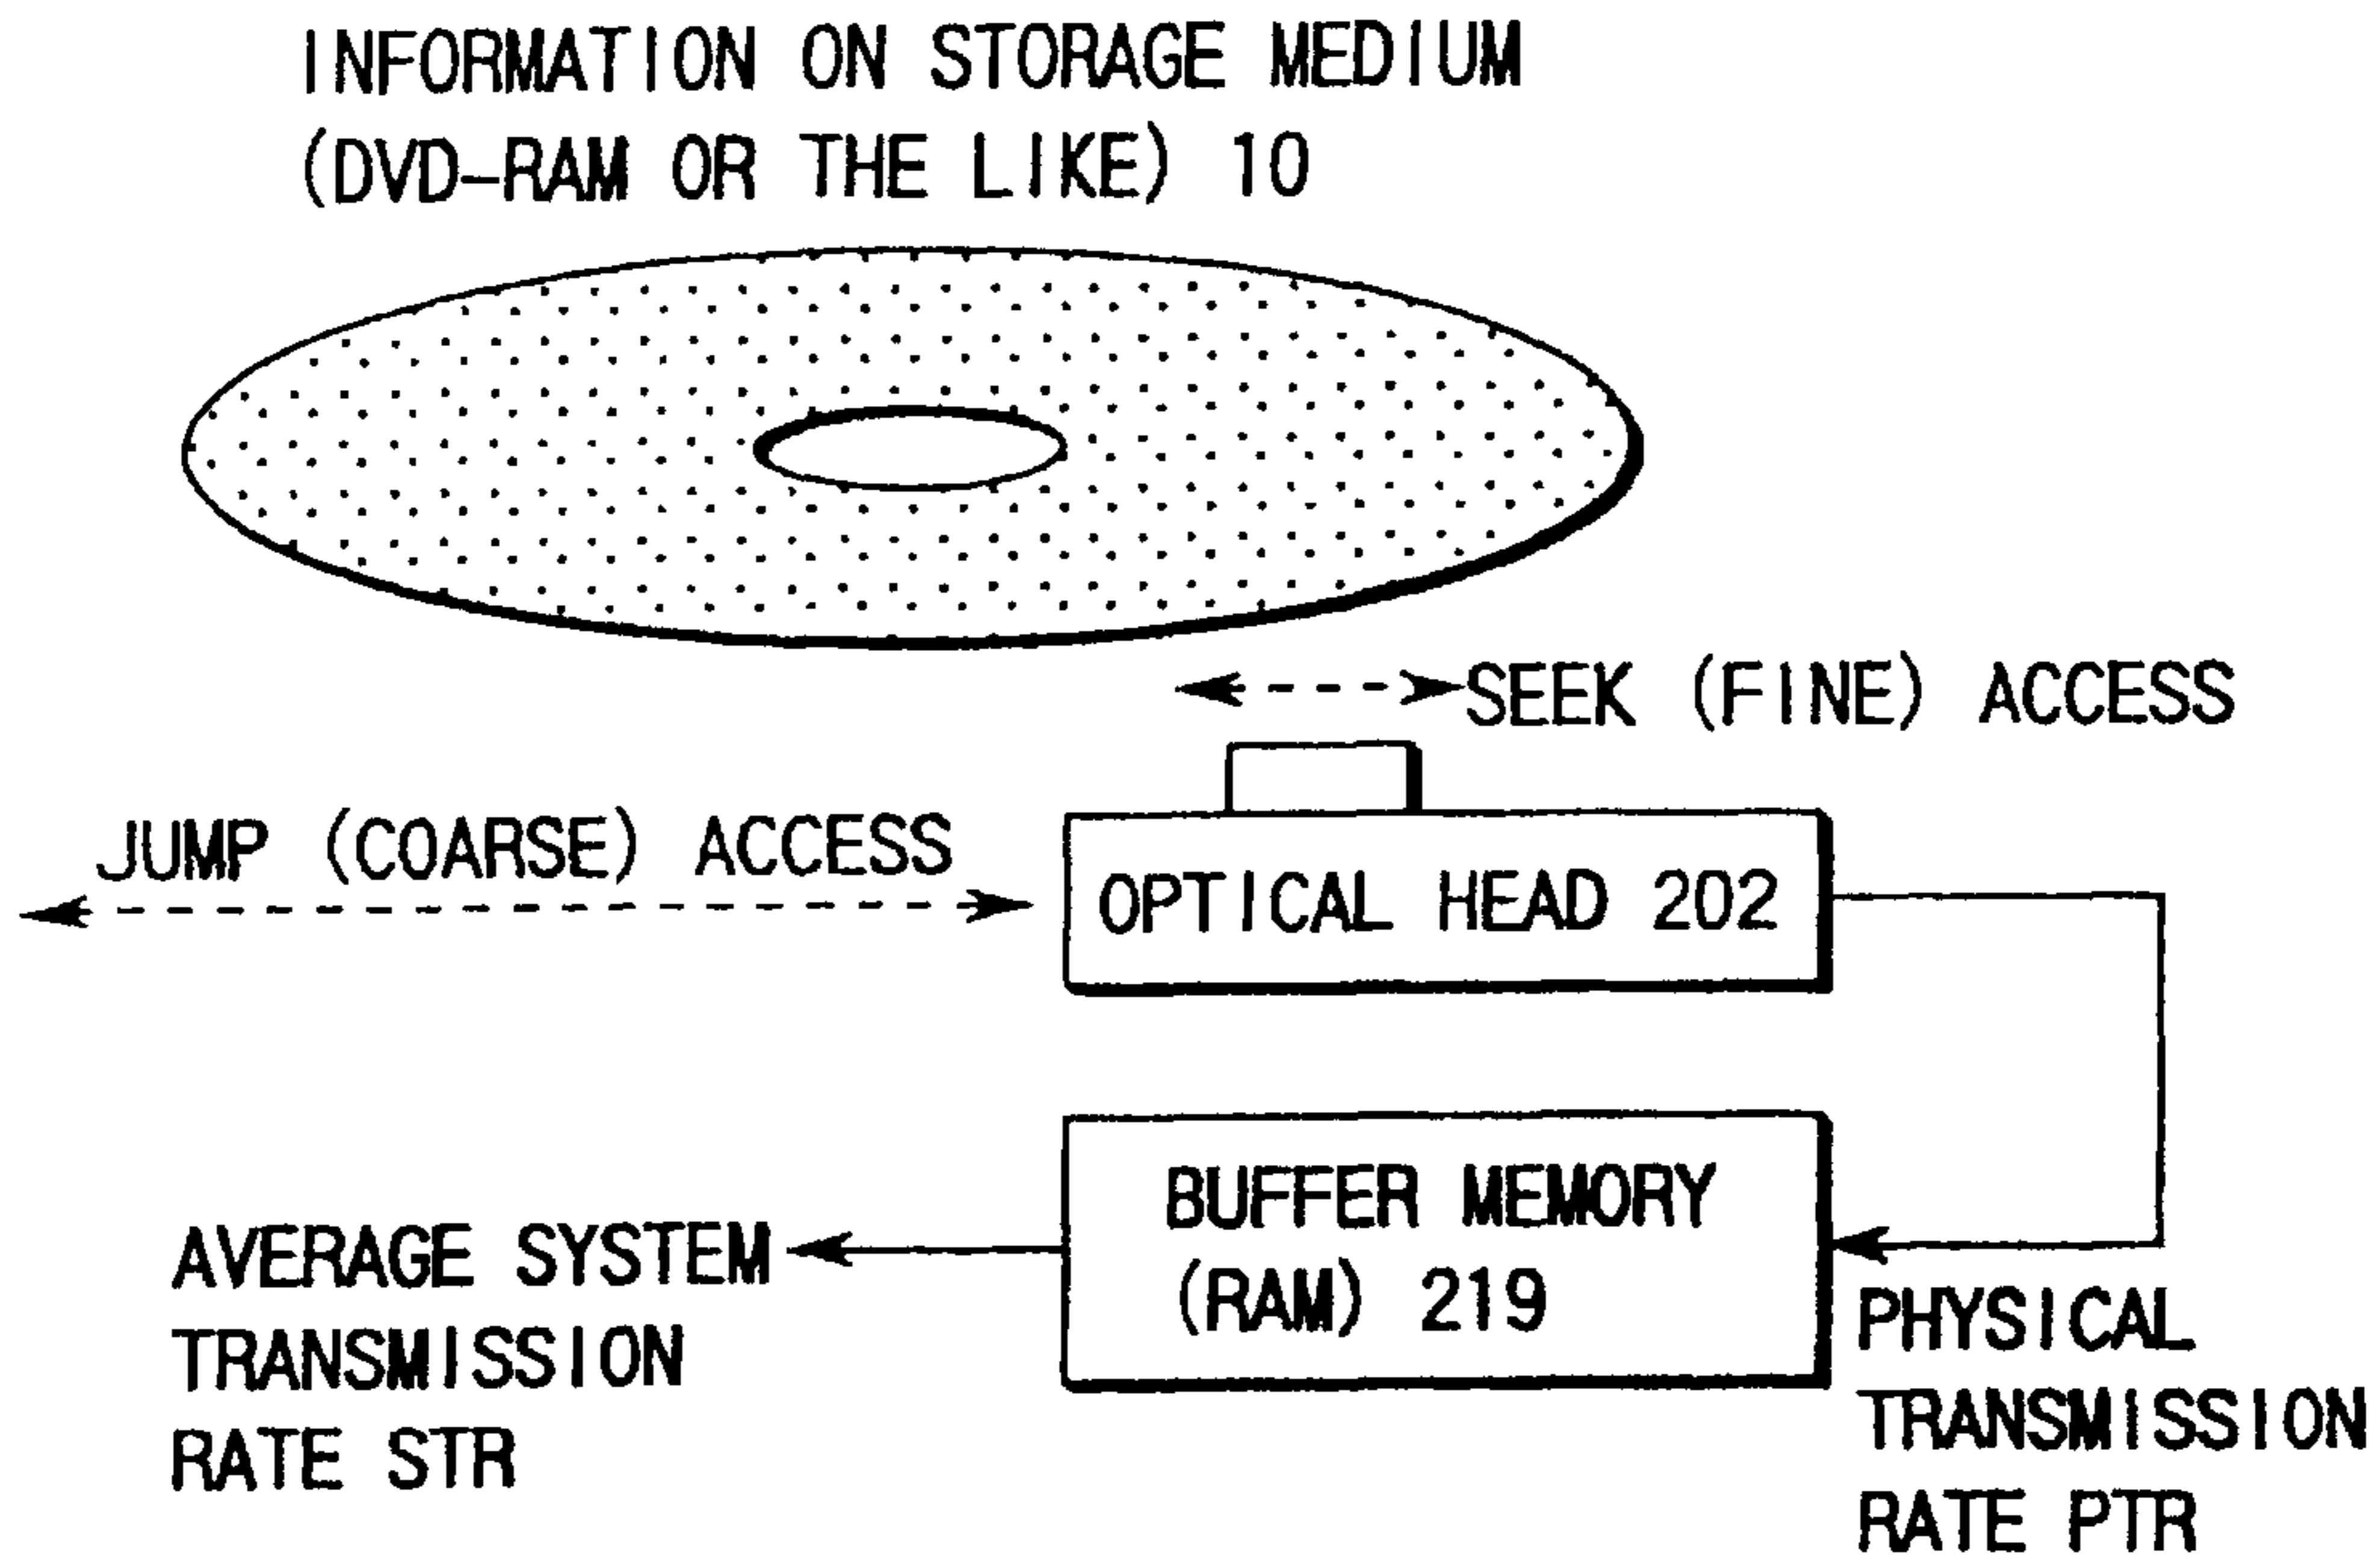 INFORMATION ON STORAGE MEDIUM
(DVD-RAM OR THE LIKE) 10
SEEK (FINE) ACCESS
JUMP (COARSE) ACCESS
OPTICAL HEAD 202
BUFFER MEMORY
(RAM) 219
AVERAGE SYSTEM
TRANSMISSION
RATE STR
PHYSICAL
TRANSMISSION
RATE PTR